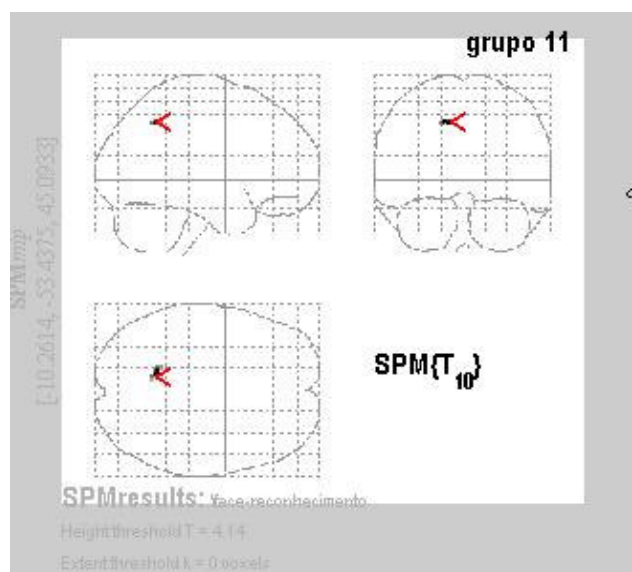 grupo 11
SPMmip
[-10.2614, -53.4375, 45.0933]
SPM{T10}
SPMresults: face-reconhecimento
Height threshold T = 4.14
Extent threshold k = 0 voxels